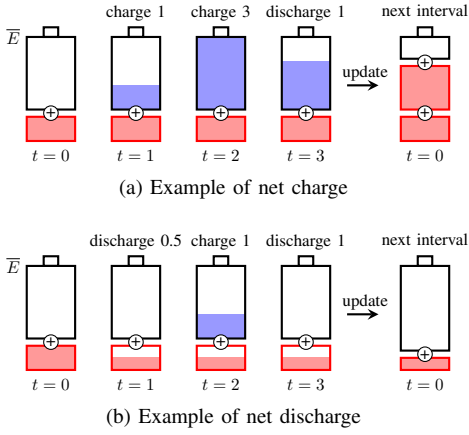 charge 1 charge 3 discharge 1 next interval
E̅
update
+ + + + + +
t = 0 t = 1 t = 2 t = 3 t = 0
(a) Example of net charge
discharge 0.5 charge 1 discharge 1 next interval
E̅
update
+ + + + +
t = 0 t = 1 t = 2 t = 3 t = 0
(b) Example of net discharge